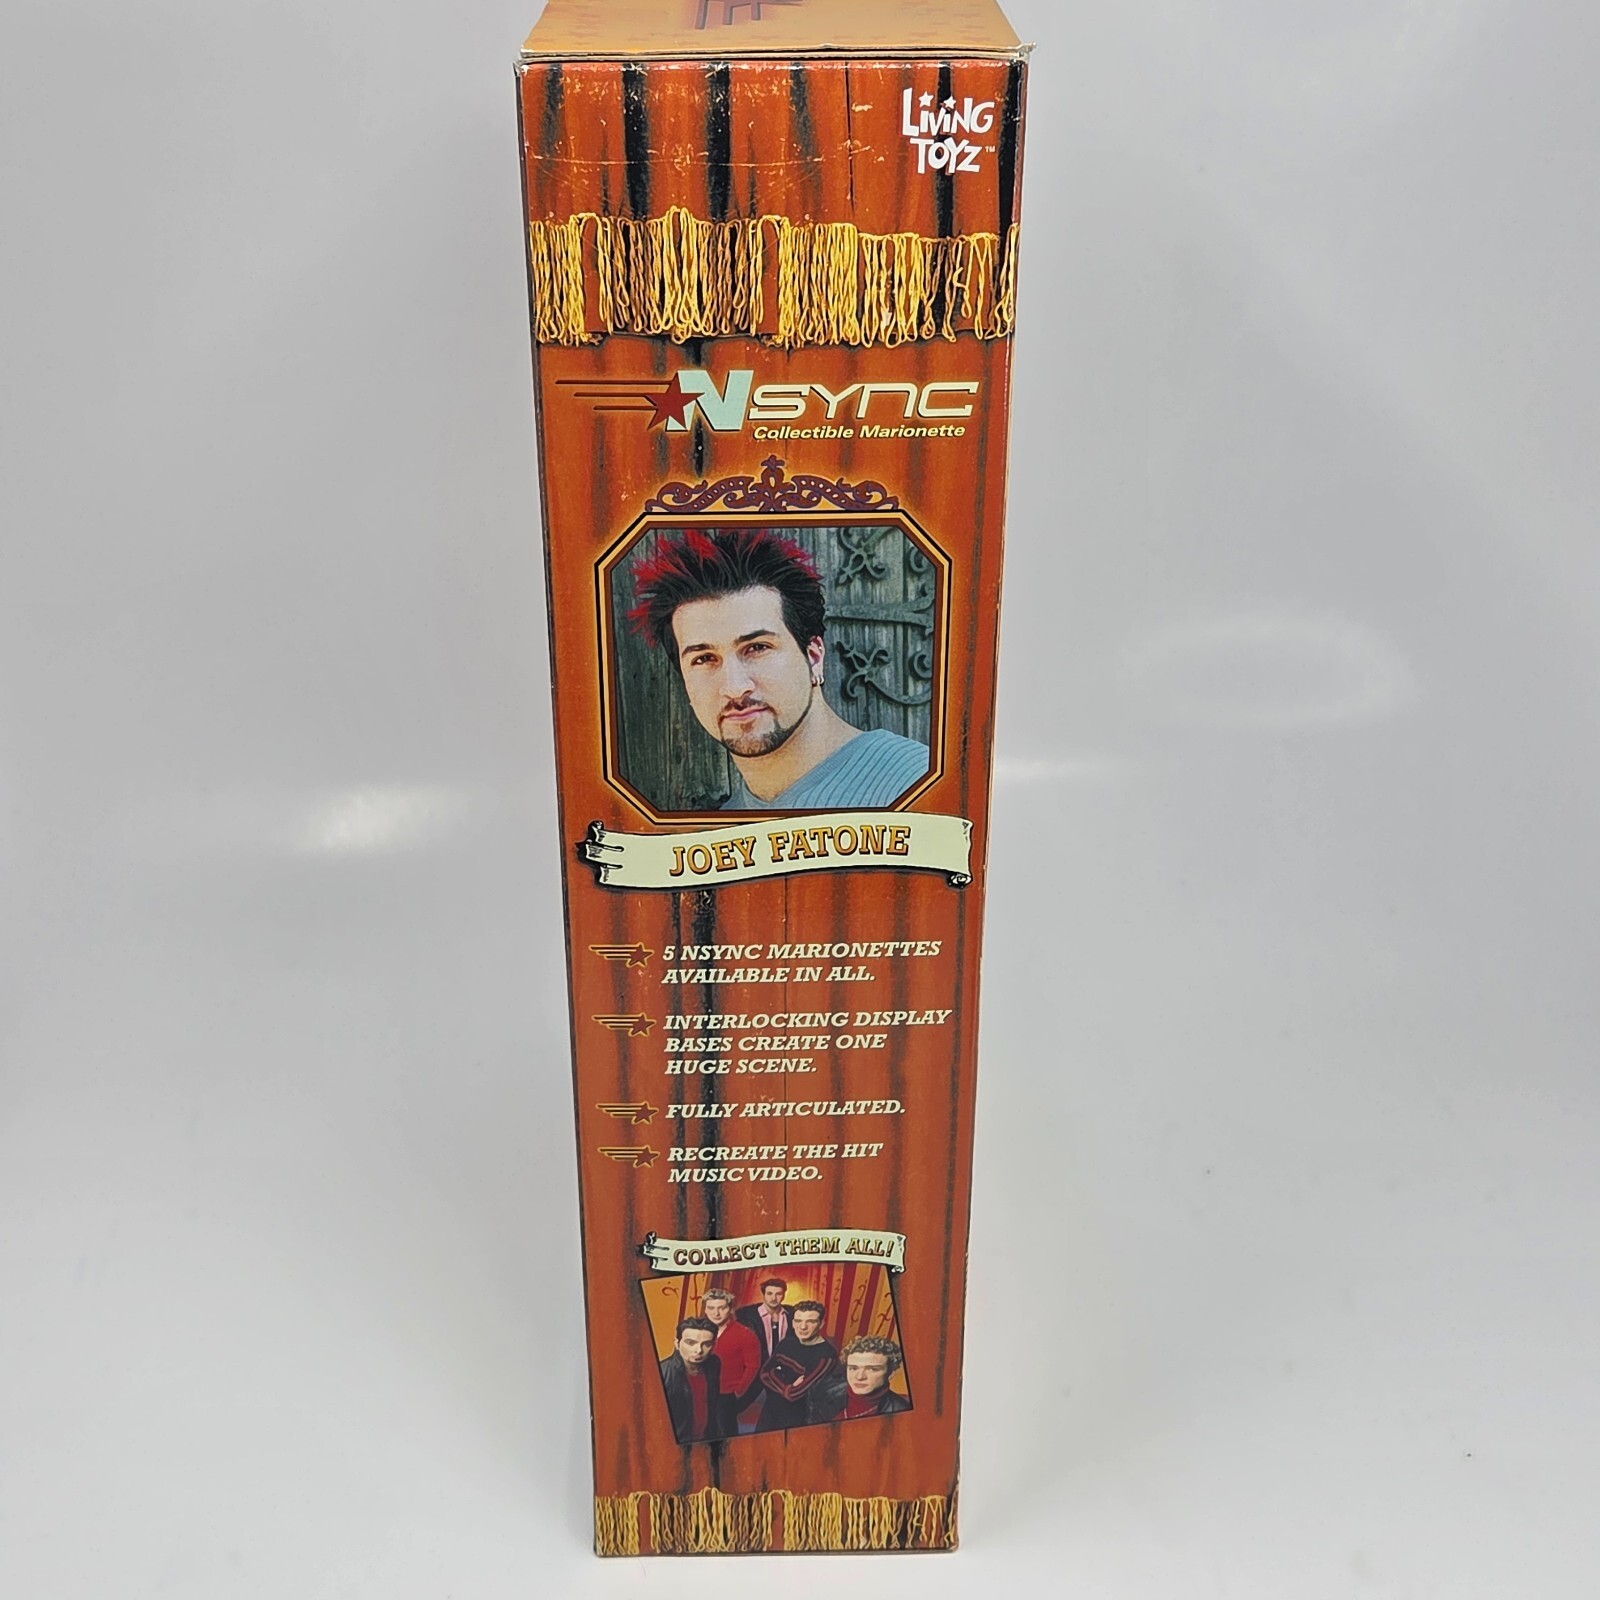 LiViNG
TOYZ™
NSYNC
Collectible Marionette
JOEY FATONE
5 NSYNC MARIONETTES
AVAILABLE IN ALL.
INTERLOCKING DISPLAY
BASES CREATE ONE
HUGE SCENE.
FULLY ARTICULATED.
RECREATE THE HIT
MUSIC VIDEO.
COLLECT THEM ALL!